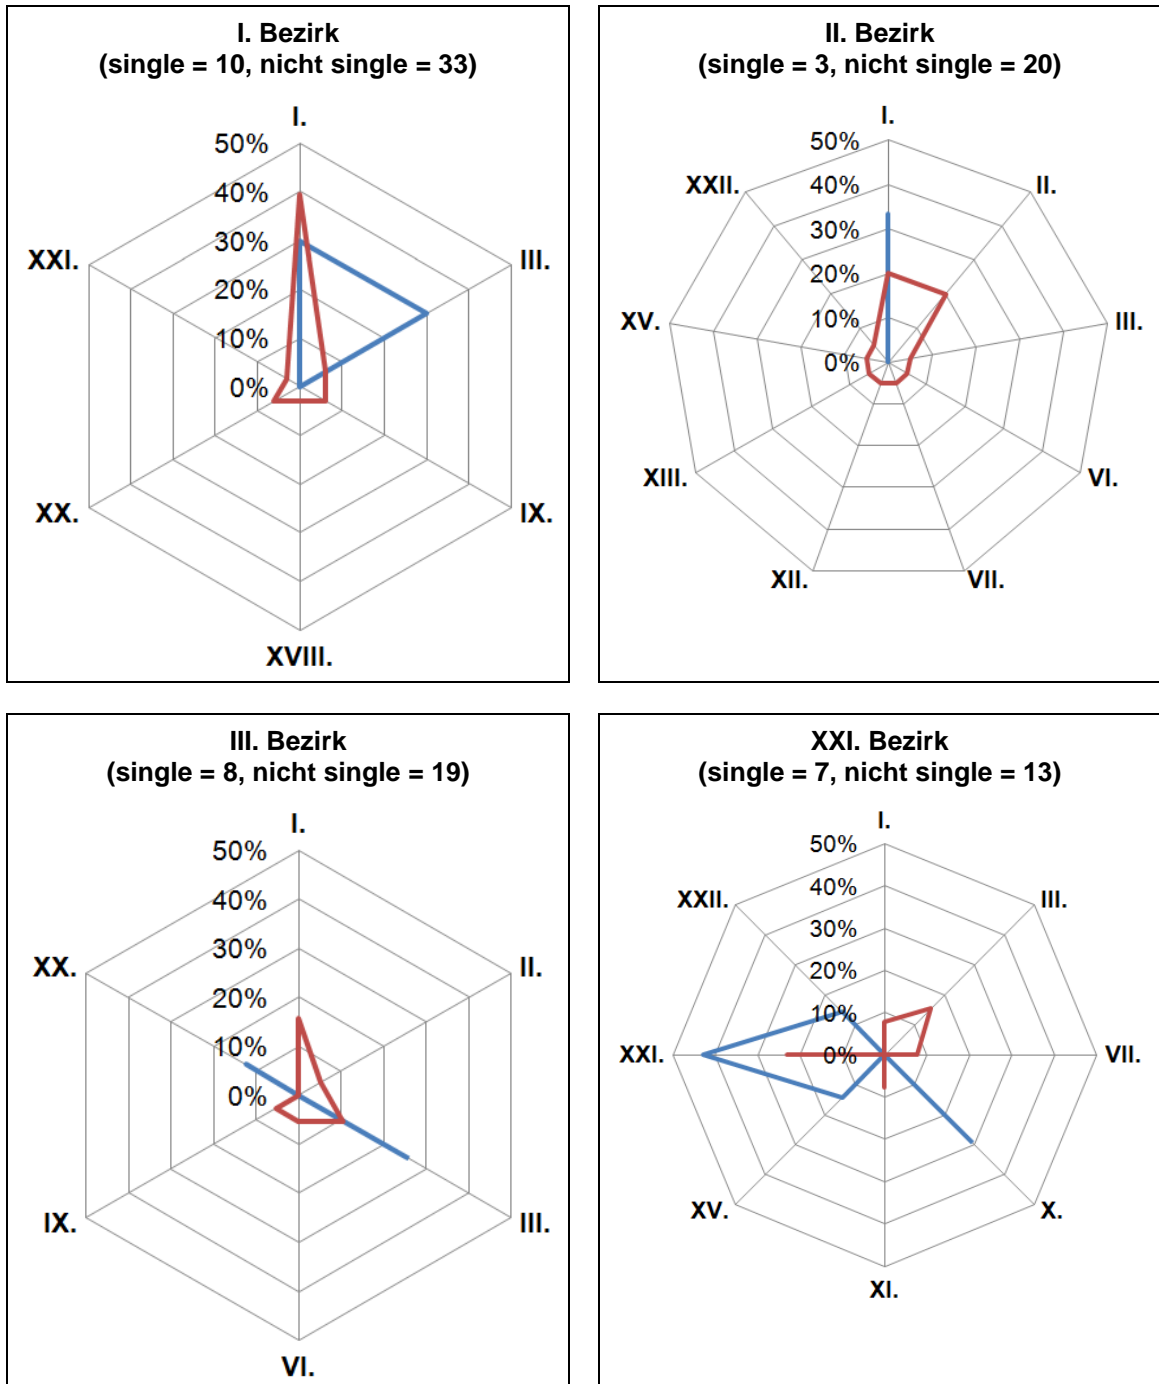 I. Bezirk
(single = 10, nicht single = 33)
I.
50%
40%
30%
20%
10%
0%
III.
IX.
XVIII.
XX.
XXI.
II. Bezirk
(single = 3, nicht single = 20)
I.
50%
40%
30%
20%
10%
0%
II.
III.
VI.
VII.
XII.
XIII.
XV.
XXII.
III. Bezirk
(single = 8, nicht single = 19)
I.
50%
40%
30%
20%
10%
0%
II.
III.
VI.
IX.
XX.
XXI. Bezirk
(single = 7, nicht single = 13)
I.
50%
40%
30%
20%
10%
0%
III.
VII.
X.
XI.
XV.
XXI.
XXII.